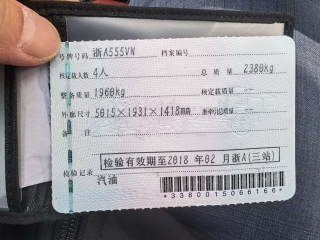 号牌号码 浙A555VN 档案编号
核定载人数 4人 总质量 2380kg
整备质量 1960kg 核定载质量 --
外廓尺寸 5015×1931×1418mm 准牵引总质量 --
备注
检验有效期至2018年02月浙A(三站)
检验记录
汽油
*3380015066166*